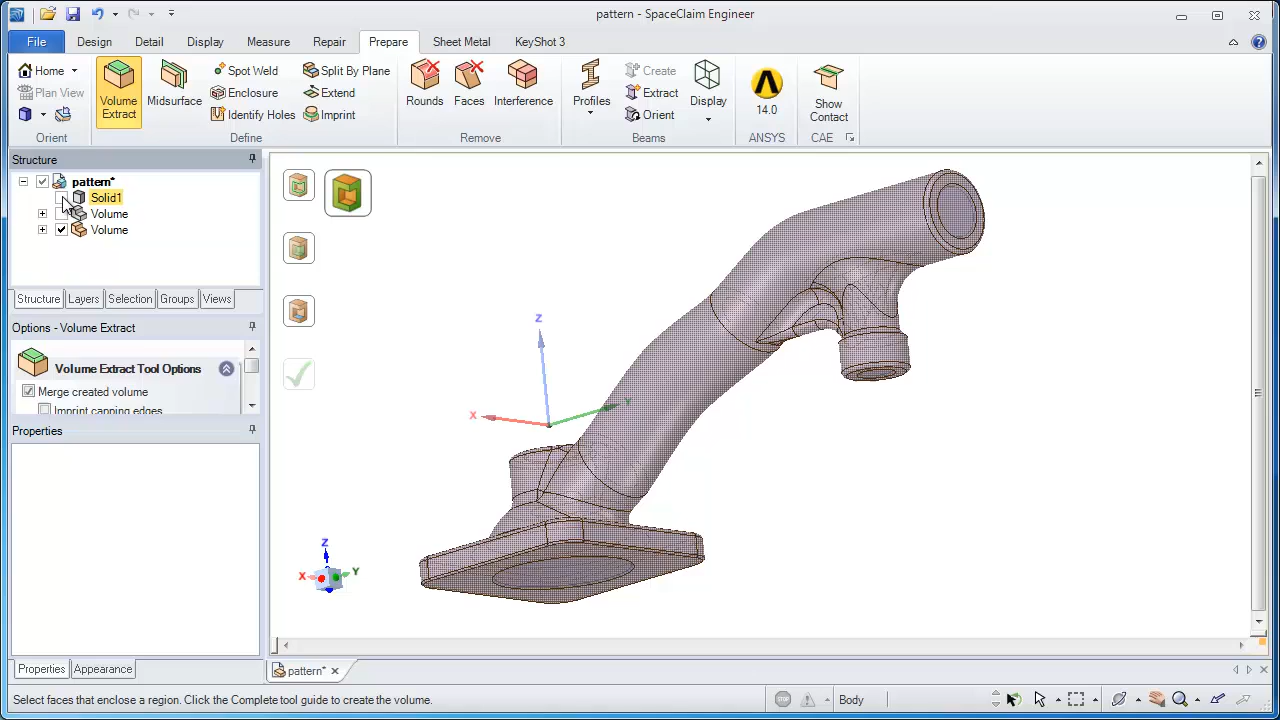 pattern - SpaceClaim Engineer
File Design Detail Display Measure Repair Prepare Sheet Metal KeyShot 3
Home
Plan View
Orient
Volume Extract
Midsurface
Spot Weld
Enclosure
Identify Holes
Split By Plane
Extend
Imprint
Define
Rounds
Faces
Interference
Remove
Profiles
Create
Extract
Orient
Display
Beams
14.0
ANSYS
Show Contact
CAE
Structure
pattern*
Solid1
Volume
Volume
Structure Layers Selection Groups Views
Options - Volume Extract
Volume Extract Tool Options
Merge created volume
Imprint capping edges
Properties
Z
X
Y
Z
X
Y
Properties Appearance
pattern*
Select faces that enclose a region. Click the Complete tool guide to create the volume.
STOP
Body